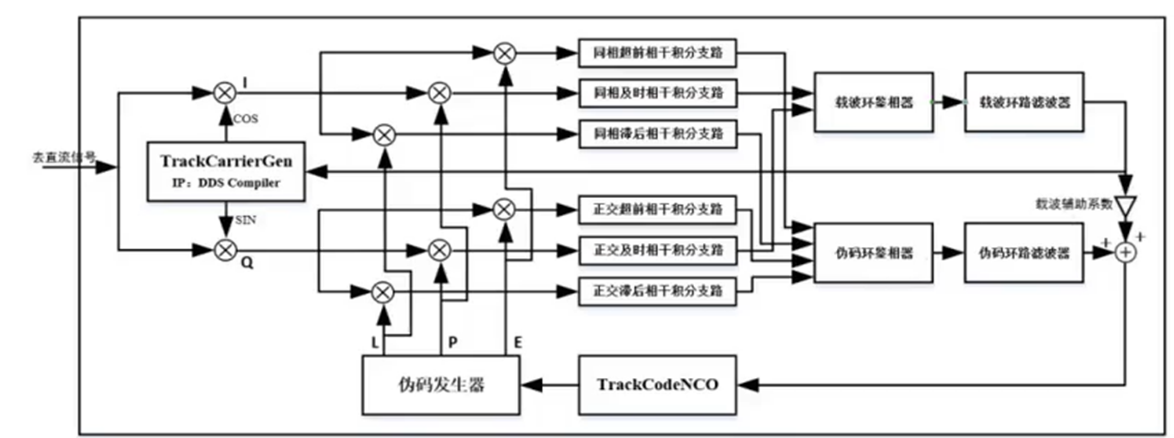 同相超前相干积分支路
I
同相及时相干积分支路
载波环鉴相器
载波环路滤波器
COS
同相滞后相干积分支路
去直流信号
TrackCarrierGen
IP：DDS Compiler
载波辅助系数
正交超前相干积分支路
SIN
+
+
+
正交及时相干积分支路
伪码环鉴相器
伪码环路滤波器
Q
正交滞后相干积分支路
L
P
E
伪码发生器
TrackCodeNCO